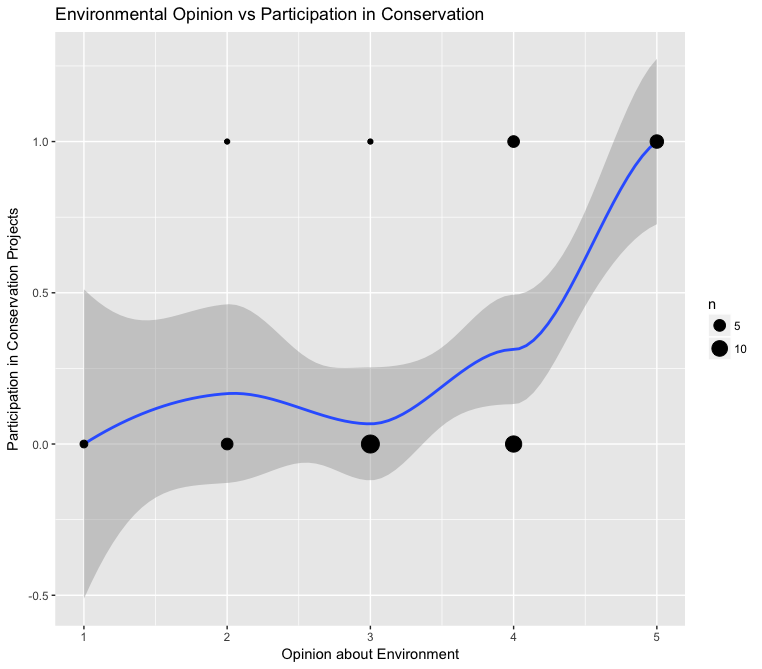 Environmental Opinion vs Participation in Conservation
Participation in Conservation Projects
1.0
0.5
0.0
-0.5
1 2 3 4 5
Opinion about Environment
n
5
10